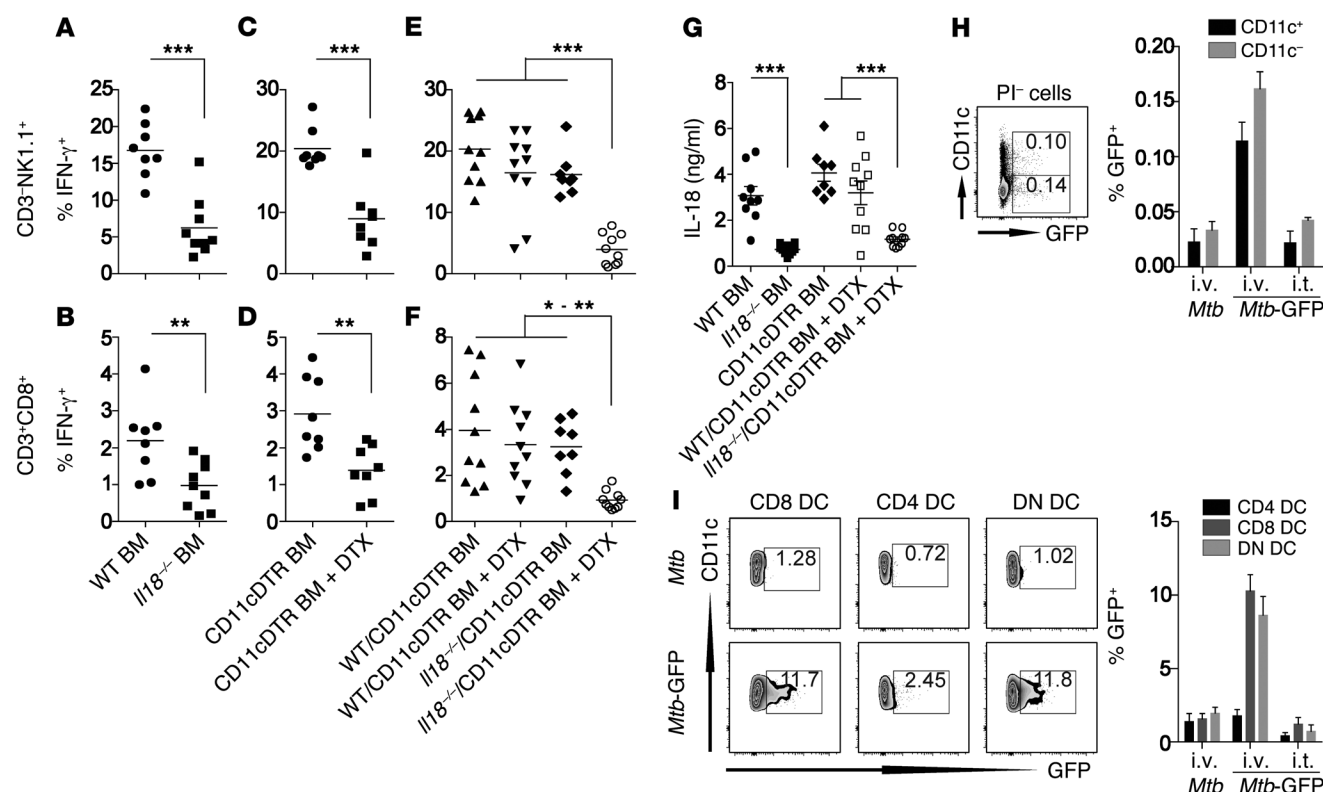 A
***
CD3⁻NK1.1⁺
% IFN-γ⁺
25
20
15
10
5
0
C
***
30
20
10
0
E
***
30
20
10
0
B
**
CD3⁺CD8⁺
% IFN-γ⁺
5
4
3
2
1
0
WT BM
Il18⁻/⁻ BM
D
**
5
4
3
2
1
0
CD11cDTR BM
CD11cDTR BM + DTX
F
* - **
8
6
4
2
0
WT/CD11cDTR BM
WT/CD11cDTR BM + DTX
Il18⁻/⁻/CD11cDTR BM
Il18⁻/⁻/CD11cDTR BM + DTX
G
***
***
IL-18 (ng/ml)
8
6
4
2
0
WT BM
Il18⁻/⁻ BM
CD11cDTR BM
WT/CD11cDTR BM + DTX
Il18⁻/⁻/CD11cDTR BM + DTX
H
PI⁻ cells
CD11c
0.10
0.14
GFP
CD11c⁺
CD11c⁻
% GFP⁺
0.20
0.15
0.10
0.05
0.00
i.v. i.v. i.t.
Mtb Mtb-GFP
I
CD8 DC CD4 DC DN DC
Mtb
CD11c
1.28 0.72 1.02
Mtb-GFP
11.7 2.45 11.8
GFP
CD4 DC
CD8 DC
DN DC
% GFP⁺
15
10
5
0
i.v. i.v. i.t.
Mtb Mtb-GFP